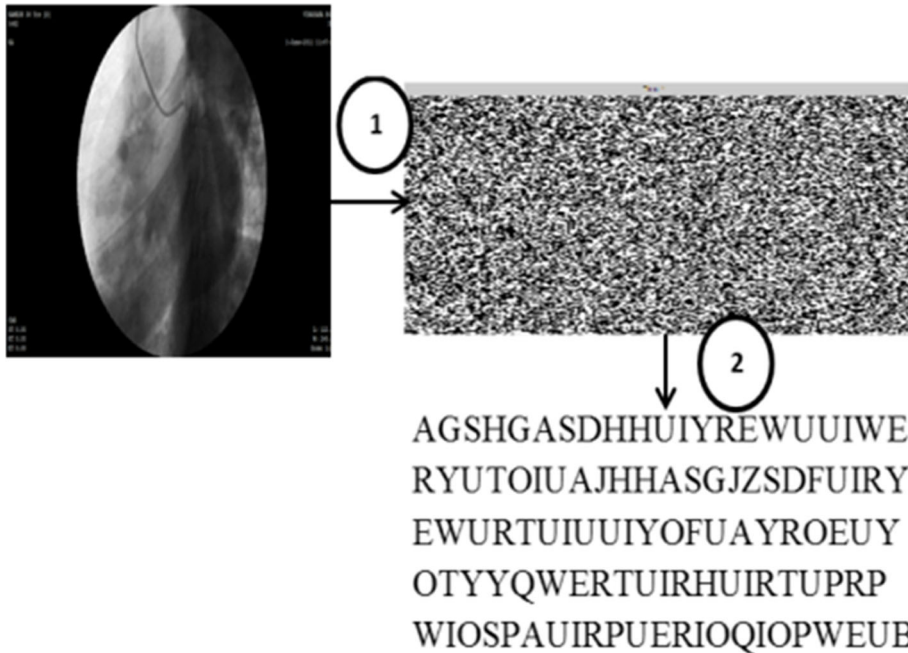 1
2
AGSHGASDHHUIYREWUUIWE
RYUTOIUAJHHASGJZSDFUIRY
EWURTUIUUIYOFUAYROEUY
OTYYQWERTUIRHUIRTUPRP
WIOSPAUIRPUERIOQIOPWEUB